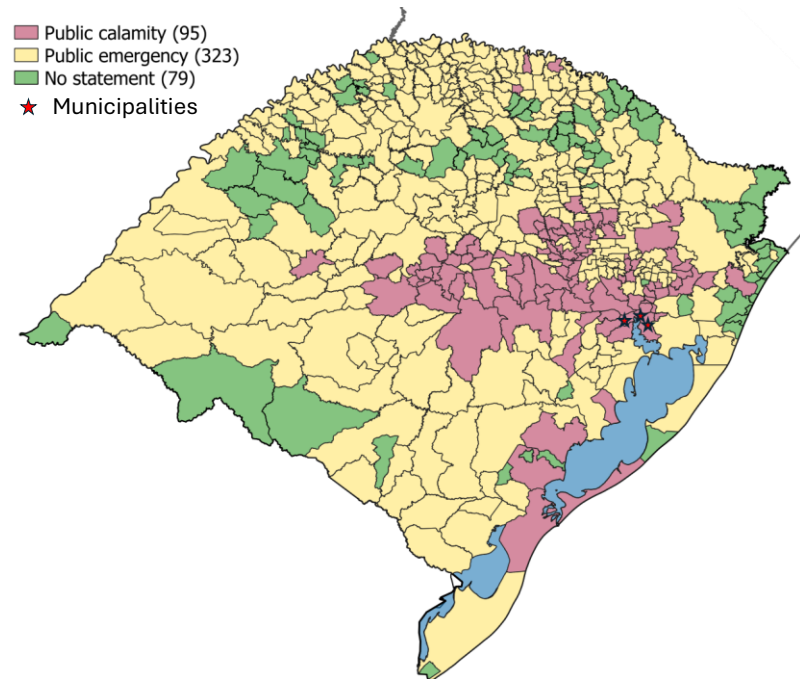 Public calamity (95)
Public emergency (323)
No statement (79)
Municipalities